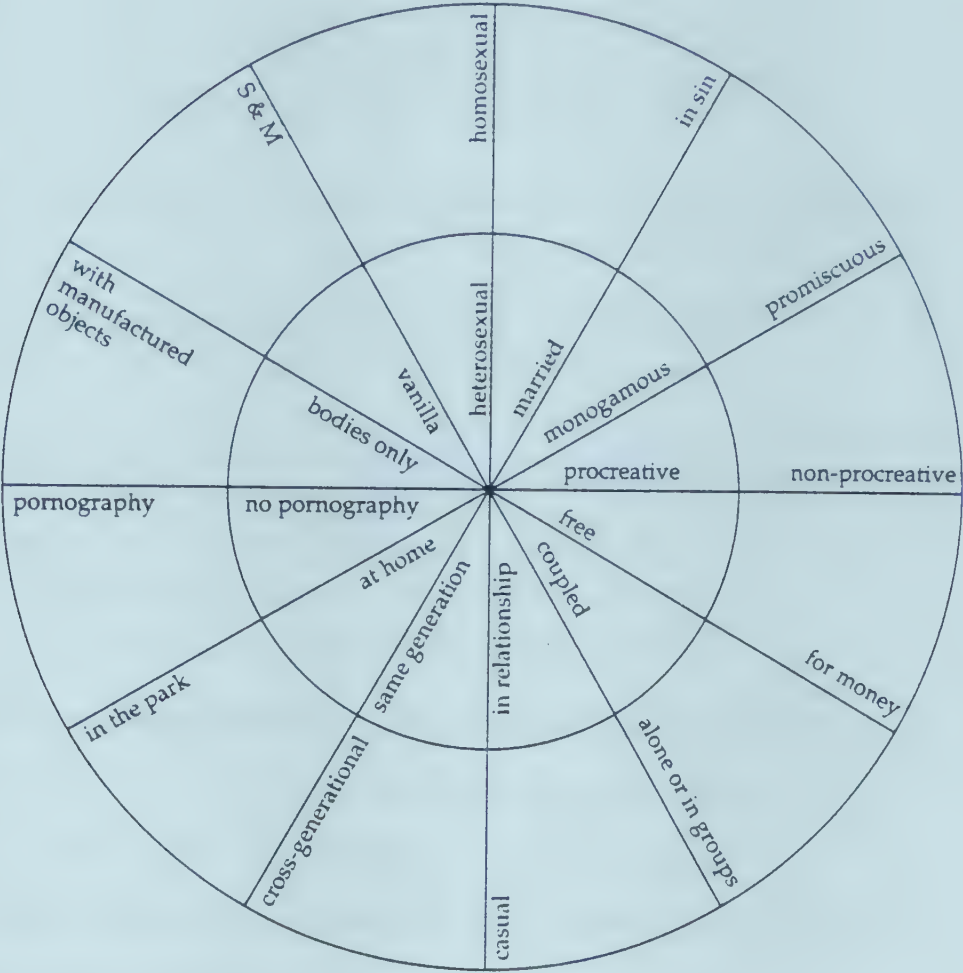 homosexual
heterosexual
in sin
married
promiscuous
monogamous
non-procreative
procreative
for money
free
alone or in groups
coupled
casual
in relationship
cross-generational
same generation
in the park
at home
pornography
no pornography
with
manufactured
objects
bodies only
S & M
vanilla